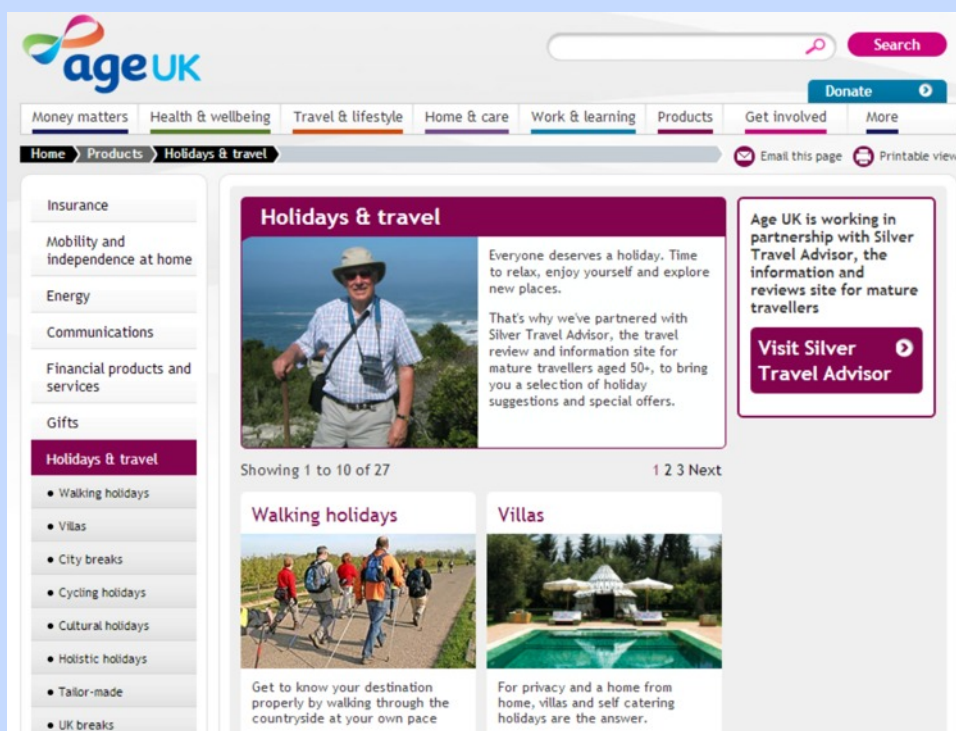 age UK
Search
Donate
Money matters Health & wellbeing Travel & lifestyle Home & care Work & learning Products Get involved More
Home Products Holidays & travel
Email this page Printable view
Insurance
Mobility and
independence at home
Energy
Communications
Financial products and
services
Gifts
Holidays & travel
• Walking holidays
• Villas
• City breaks
• Cycling holidays
• Cultural holidays
• Holistic holidays
• Tailor-made
• UK breaks
Holidays & travel
Everyone deserves a holiday. Time
to relax, enjoy yourself and explore
new places.
That's why we've partnered with
Silver Travel Advisor, the travel
review and information site for
mature travellers aged 50+, to bring
you a selection of holiday
suggestions and special offers.
Showing 1 to 10 of 27
1 2 3 Next
Walking holidays
Get to know your destination
properly by walking through the
countryside at your own pace
Villas
For privacy and a home from
home, villas and self catering
holidays are the answer.
Age UK is working in
partnership with Silver
Travel Advisor, the
information and
reviews site for mature
travellers
Visit Silver
Travel Advisor